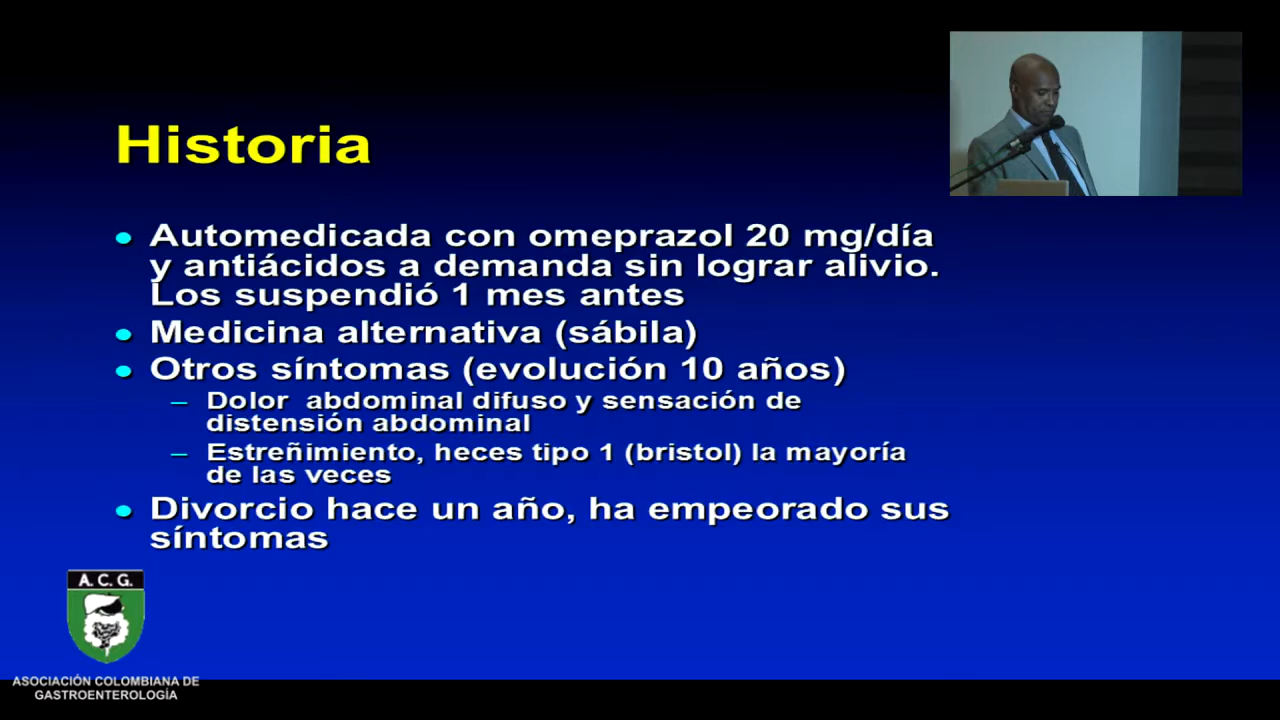 Historia
Automedicada con omeprazol 20 mg/día
y antiácidos a demanda sin lograr alivio.
Los suspendió 1 mes antes
Medicina alternativa (sábila)
Otros síntomas (evolución 10 años)
– Dolor abdominal difuso y sensación de
distensión abdominal
– Estreñimiento, heces tipo 1 (bristol) la mayoría
de las veces
Divorcio hace un año, ha empeorado sus
síntomas
A. C. G.
ASOCIACIÓN COLOMBIANA DE
GASTROENTEROLOGÍA